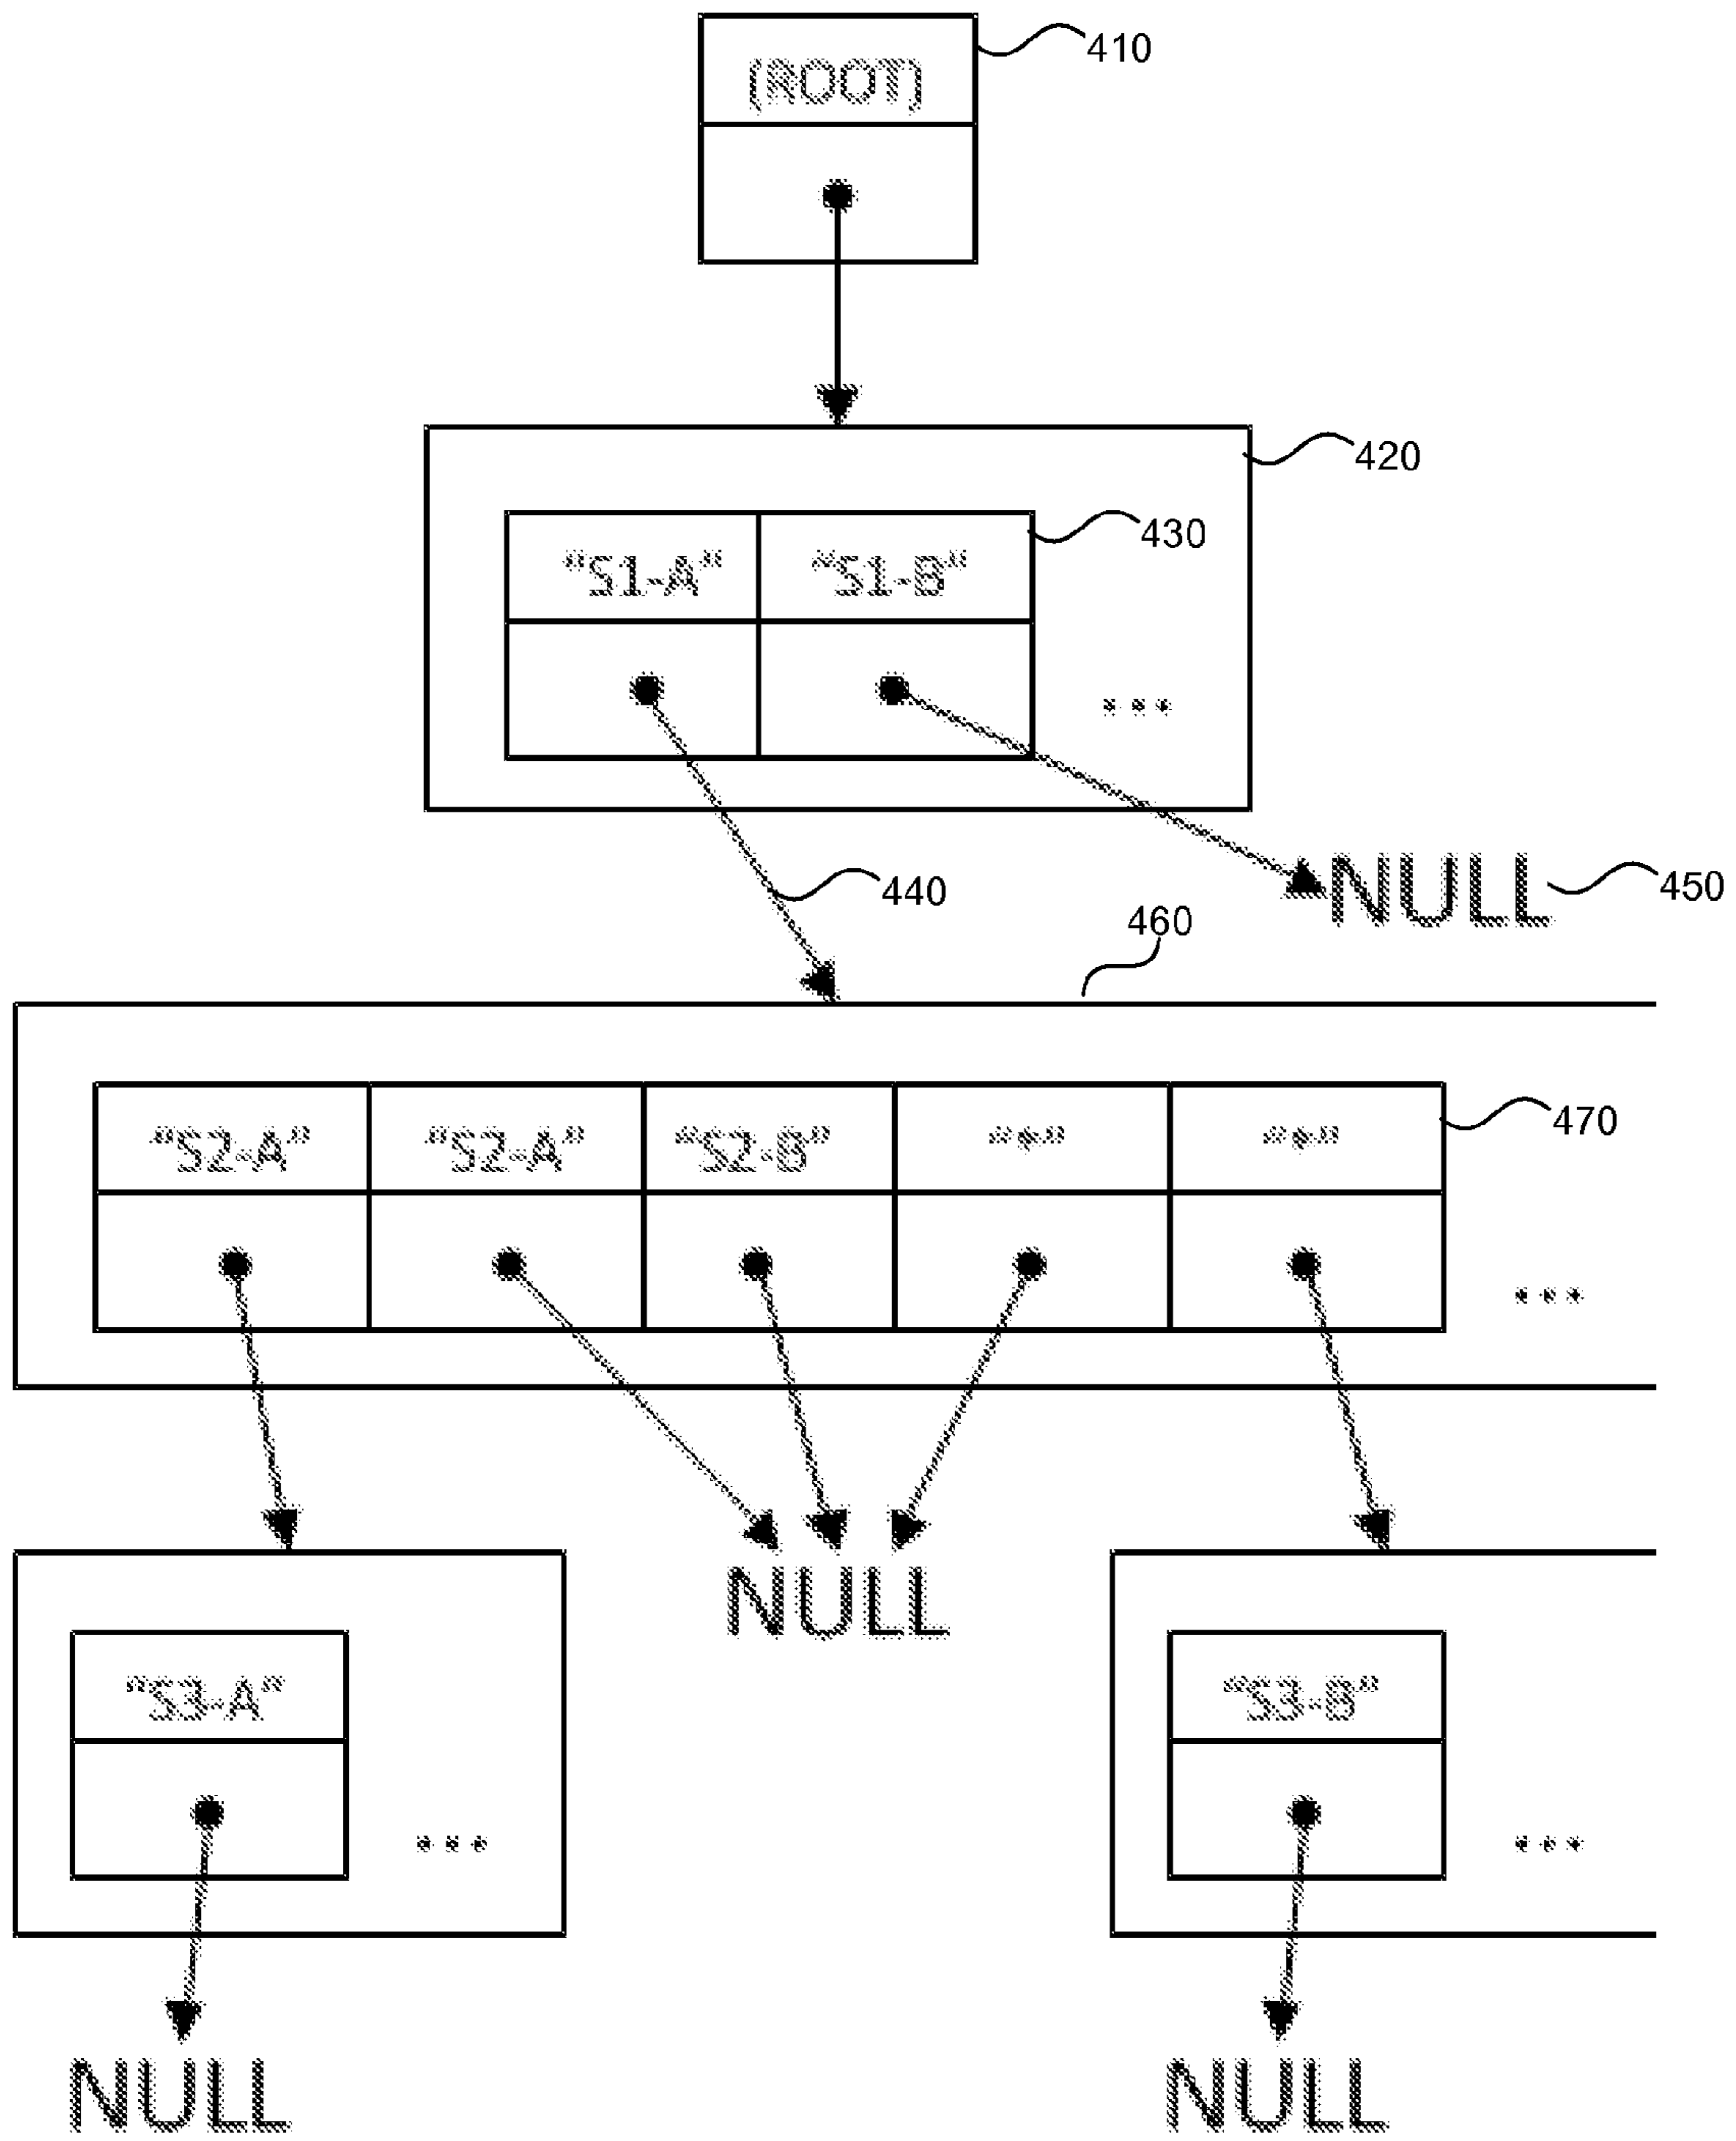 410
(ROOT)
420
430
"S1-A" "S1-B"
...
440
NULL 450
460
470
"S2-A" "S2-A" "S2-B" "*" "*"
...
NULL
"S3-A" "S3-B"
... ...
NULL NULL